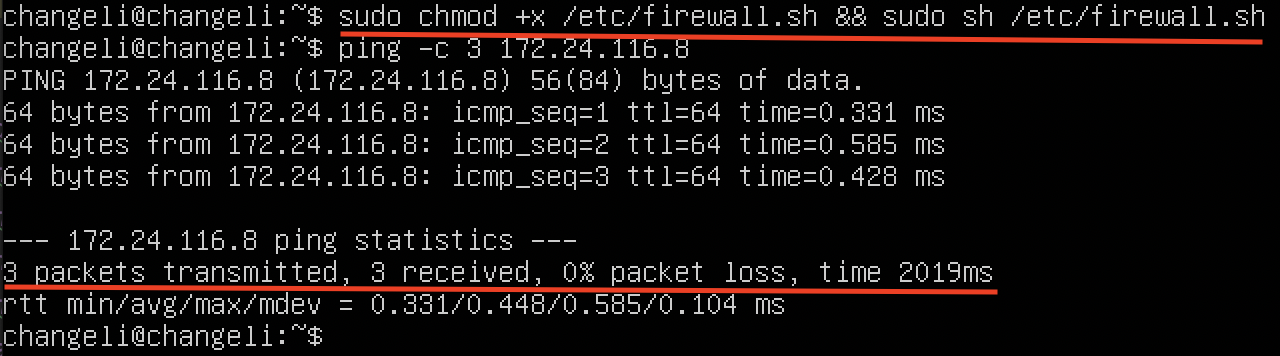 changeli@changeli:~$ sudo chmod +x /etc/firewall.sh && sudo sh /etc/firewall.sh
changeli@changeli:~$ ping -c 3 172.24.116.8
PING 172.24.116.8 (172.24.116.8) 56(84) bytes of data.
64 bytes from 172.24.116.8: icmp_seq=1 ttl=64 time=0.331 ms
64 bytes from 172.24.116.8: icmp_seq=2 ttl=64 time=0.585 ms
64 bytes from 172.24.116.8: icmp_seq=3 ttl=64 time=0.428 ms
--- 172.24.116.8 ping statistics ---
3 packets transmitted, 3 received, 0% packet loss, time 2019ms
rtt min/avg/max/mdev = 0.331/0.448/0.585/0.104 ms
changeli@changeli:~$